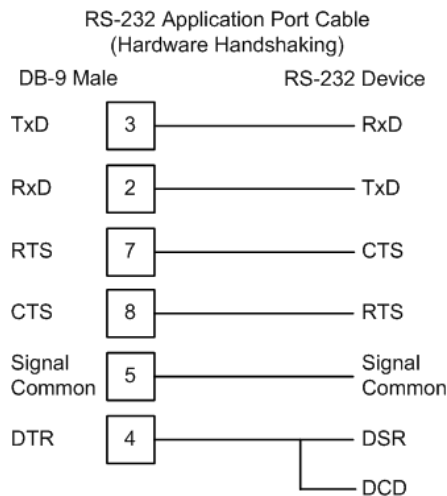 RS-232 Application Port Cable
(Hardware Handshaking)
DB-9 Male RS-232 Device
TxD 3 RxD
RxD 2 TxD
RTS 7 CTS
CTS 8 RTS
Signal Common 5 Signal Common
DTR 4 DSR
DCD